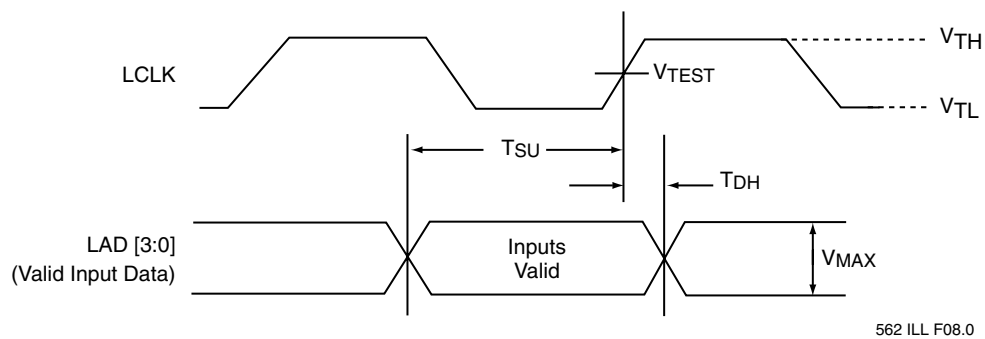 VTH
LCLK
VTEST
VTL
TSU
TDH
LAD [3:0]
(Valid Input Data)
Inputs
Valid
VMAX
562 ILL F08.0